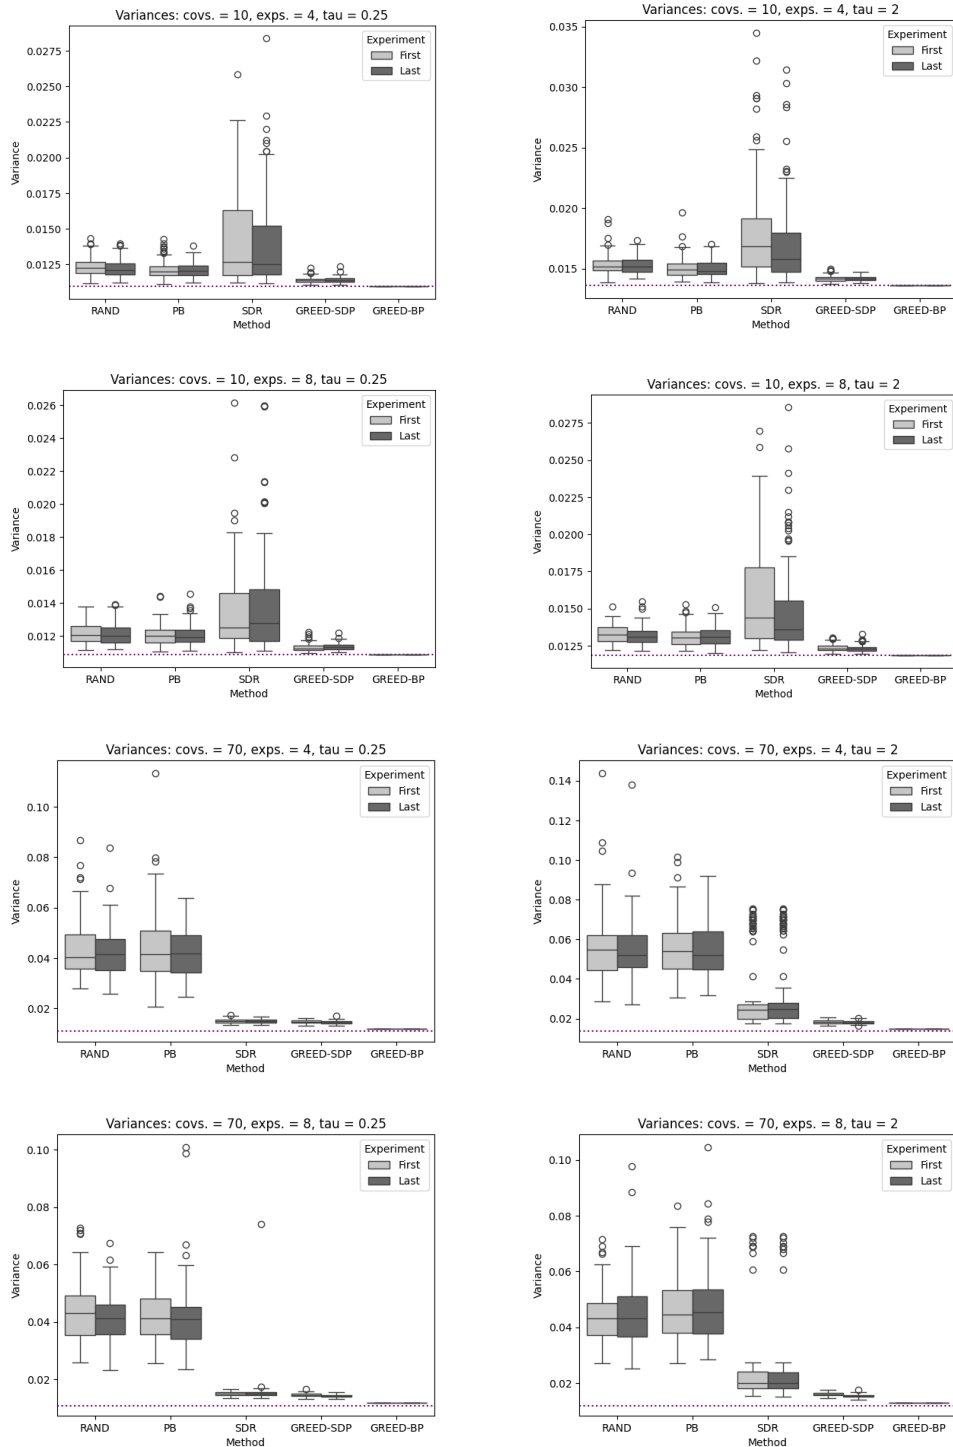 Variances: covs. = 10, exps. = 4, tau = 0.25
Experiment
First
Last
0.0275
0.0250
0.0225
0.0200
0.0175
0.0150
0.0125
Variance
RAND PB SDR GREED-SDP GREED-BP
Method
Variances: covs. = 10, exps. = 4, tau = 2
Experiment
First
Last
0.035
0.030
0.025
0.020
0.015
Variance
RAND PB SDR GREED-SDP GREED-BP
Method
Variances: covs. = 10, exps. = 8, tau = 0.25
Experiment
First
Last
0.026
0.024
0.022
0.020
0.018
0.016
0.014
0.012
Variance
RAND PB SDR GREED-SDP GREED-BP
Method
Variances: covs. = 10, exps. = 8, tau = 2
Experiment
First
Last
0.0275
0.0250
0.0225
0.0200
0.0175
0.0150
0.0125
Variance
RAND PB SDR GREED-SDP GREED-BP
Method
Variances: covs. = 70, exps. = 4, tau = 0.25
Experiment
First
Last
0.10
0.08
0.06
0.04
0.02
Variance
RAND PB SDR GREED-SDP GREED-BP
Method
Variances: covs. = 70, exps. = 4, tau = 2
Experiment
First
Last
0.14
0.12
0.10
0.08
0.06
0.04
0.02
Variance
RAND PB SDR GREED-SDP GREED-BP
Method
Variances: covs. = 70, exps. = 8, tau = 0.25
Experiment
First
Last
0.10
0.08
0.06
0.04
0.02
Variance
RAND PB SDR GREED-SDP GREED-BP
Method
Variances: covs. = 70, exps. = 8, tau = 2
Experiment
First
Last
0.10
0.08
0.06
0.04
0.02
Variance
RAND PB SDR GREED-SDP GREED-BP
Method